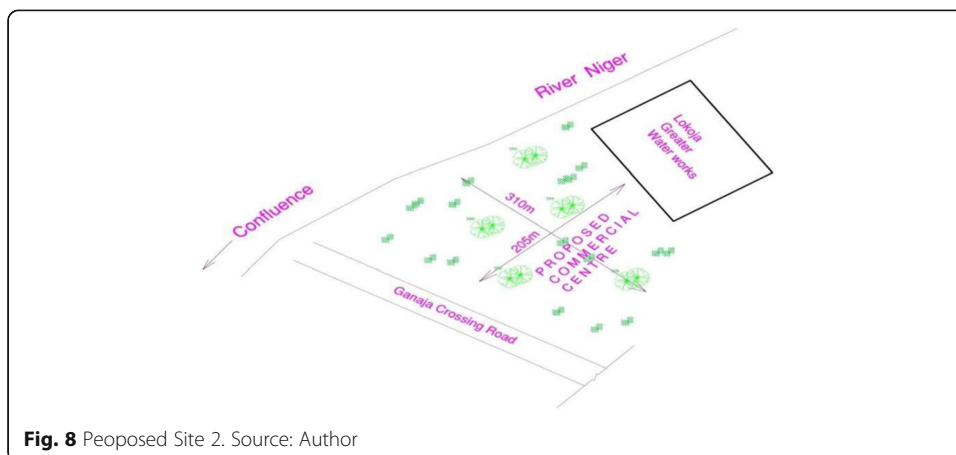 River Niger
Lokoja
Greater
Water works
Confluence
310m
205m
PROPOSED
COMMERCIAL
CENTRE
Ganaja Crossing Road
Fig. 8 Peoposed Site 2. Source: Author